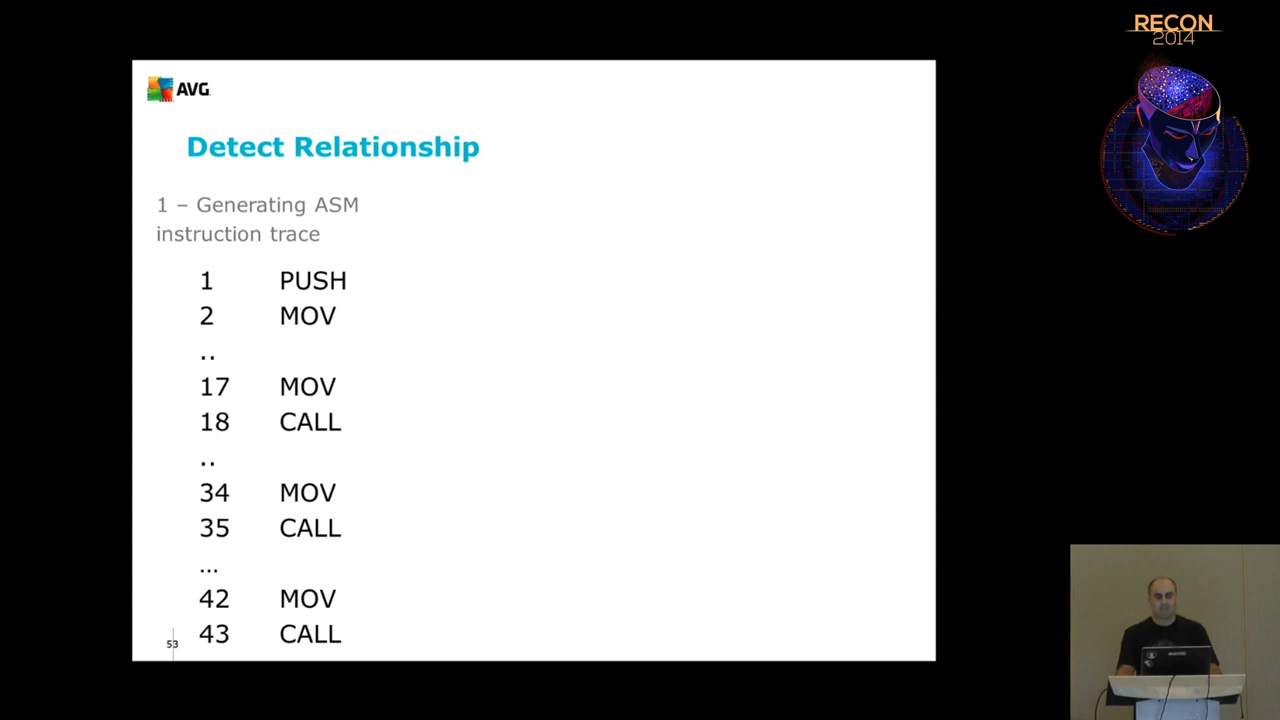 RECON
2014
AVG
Detect Relationship
1 – Generating ASM
instruction trace
1 PUSH
2 MOV
..
17 MOV
18 CALL
..
34 MOV
35 CALL
...
42 MOV
43 CALL
53